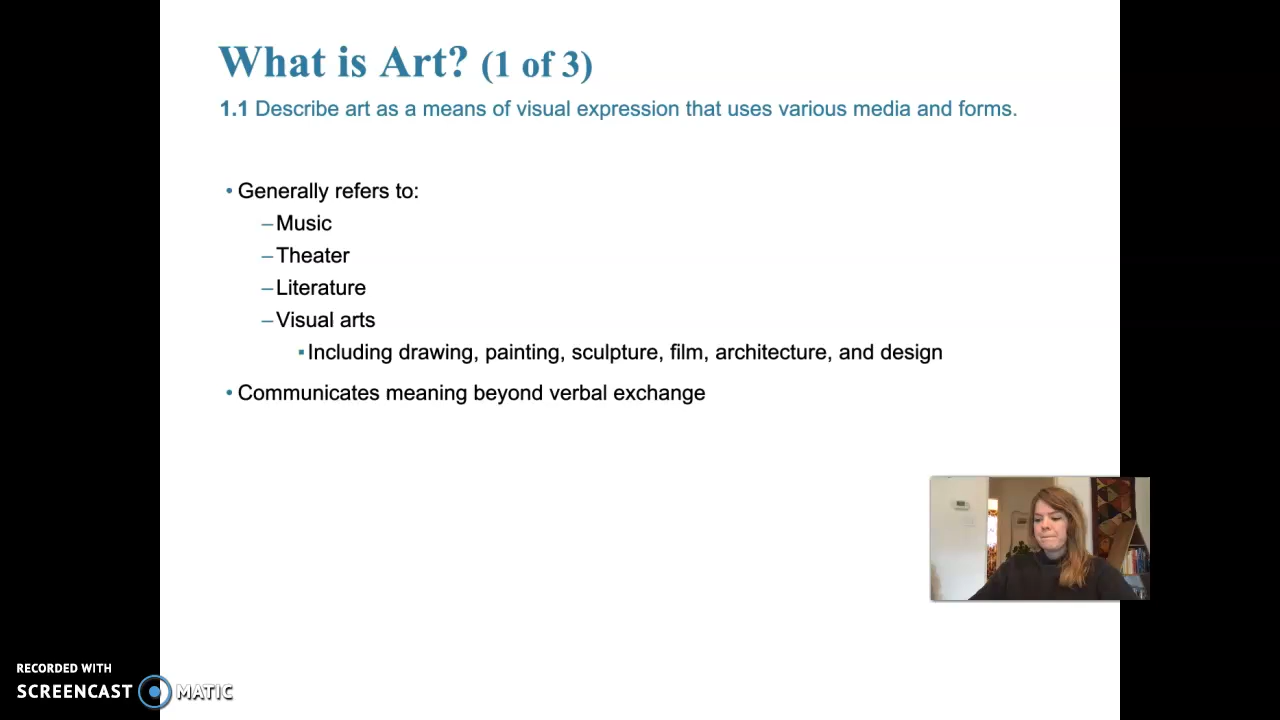 What is Art? (1 of 3)
1.1 Describe art as a means of visual expression that uses various media and forms.
• Generally refers to:
– Music
– Theater
– Literature
– Visual arts
▪ Including drawing, painting, sculpture, film, architecture, and design
• Communicates meaning beyond verbal exchange
RECORDED WITH
SCREENCAST MATIC